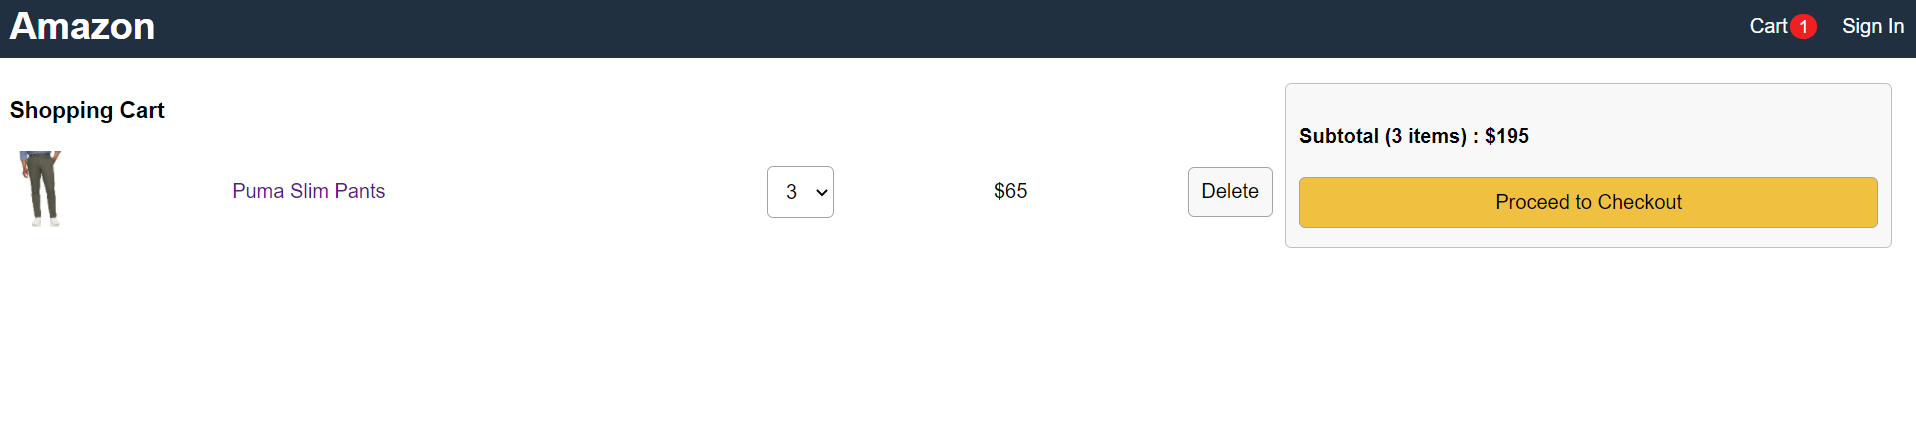 Amazon
Cart 1 Sign In
Shopping Cart
Puma Slim Pants
3
$65
Delete
Subtotal (3 items) : $195
Proceed to Checkout